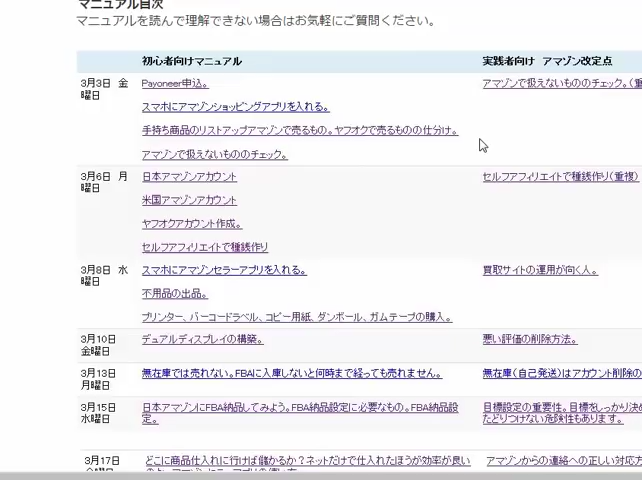 マニュアル目次
マニュアルを読んで理解できない場合はお気軽にご質問ください。
初心者向けマニュアル
実践者向け アマゾン改定点
3月3日 金曜日
Payoneer申込。
スマホにアマゾンショッピングアプリを入れる。
手持ち商品のリストアップアマゾンで売るもの。ヤフオクで売るものの仕分け。
アマゾンで扱えないもののチェック。
アマゾンで扱えないもののチェック。(重
3月6日 月曜日
日本アマゾンアカウント
米国アマゾンアカウント
ヤフオクアカウント作成。
セルフアフィリエイトで種銭作り
セルフアフィリエイトで種銭作り(重複)
3月8日 水曜日
スマホにアマゾンセラーアプリを入れる。
不用品の出品。
プリンター、バーコードラベル、コピー用紙、ダンボール、ガムテープの購入。
買取サイトの運用が向く人。
3月10日
金曜日
デュアルディスプレイの構築。
悪い評価の削除方法。
3月13日
月曜日
無在庫では売れない。FBAに入庫しないと何時まで経っても売れません。
無在庫(自己発送)はアカウント削除の
3月15日
水曜日
日本アマゾンにFBA納品してみよう。FBA納品設定に必要なもの。FBA納品設
定。
目標設定の重要性。目標をしっかり決め
たどりつけない危険性もあります。
3月17日
どこに商品仕入れに行けば儲かるか？ネットだけで仕入れたほうが効率が良い
アマゾンからの連絡への正しい対応方